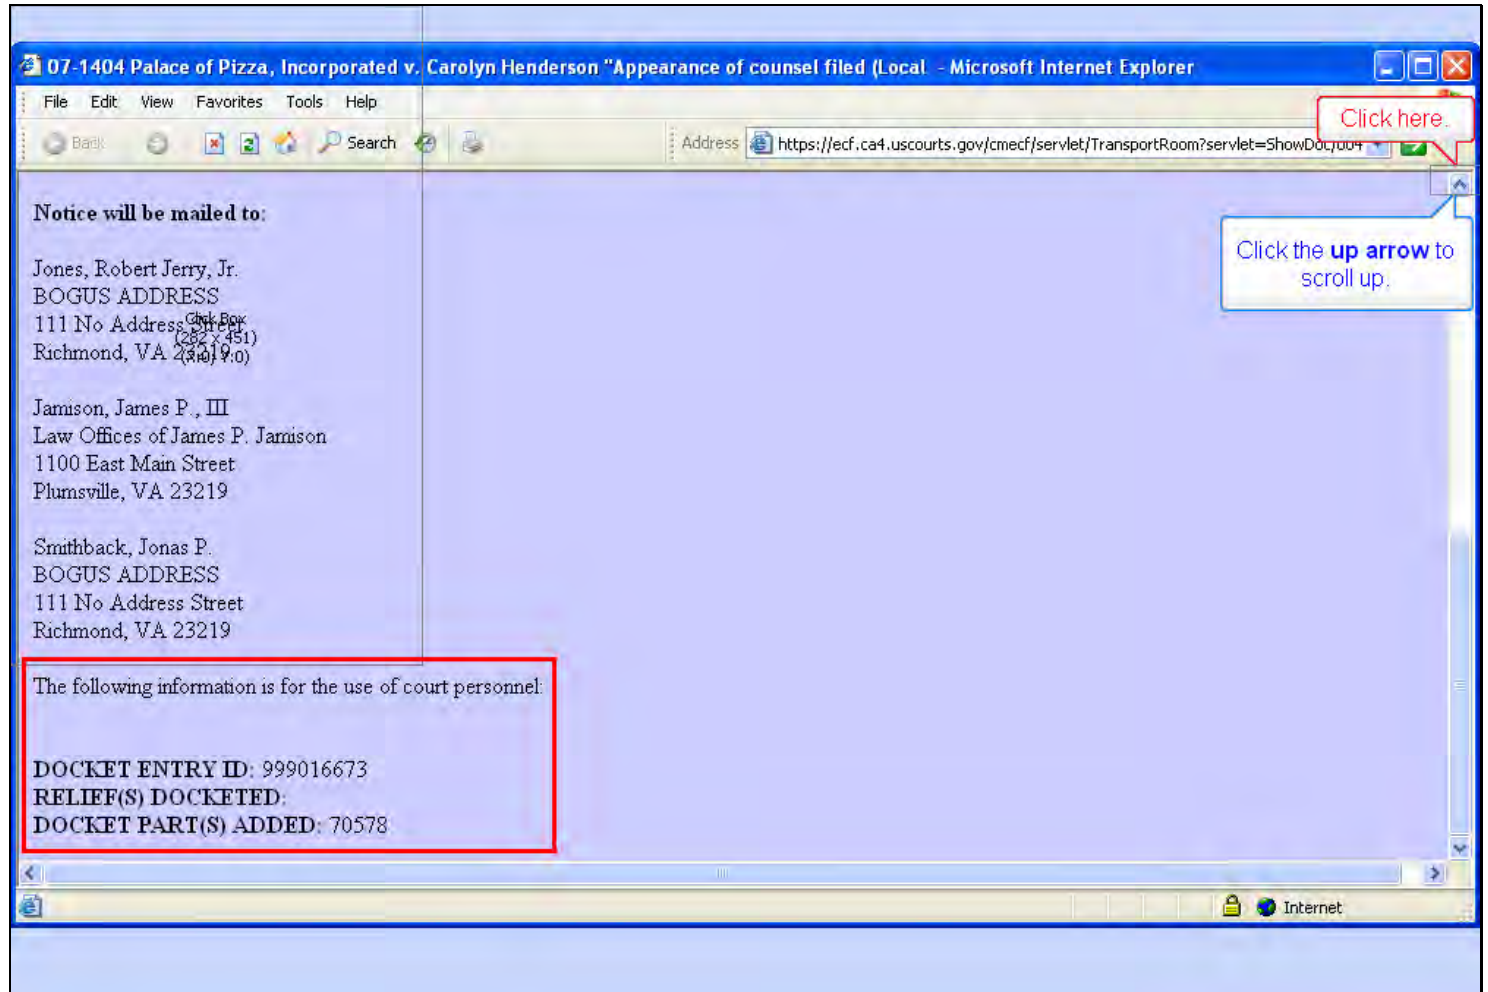 07-1404 Palace of Pizza, Incorporated v. Carolyn Henderson "Appearance of counsel filed (Local - Microsoft Internet Explorer
File Edit View Favorites Tools Help
Click here.
Back Search Address https://ecf.ca4.uscourts.gov/cmecf/servlet/TransportRoom?servlet=ShowDoc/004
Notice will be mailed to:
Click the up arrow to
scroll up.
Jones, Robert Jerry, Jr.
BOGUS ADDRESS
111 No Address Street
Click Box
(282 x 451)
Richmond, VA 23219
Jamison, James P., III
Law Offices of James P. Jamison
1100 East Main Street
Plumsville, VA 23219
Smithback, Jonas P.
BOGUS ADDRESS
111 No Address Street
Richmond, VA 23219
The following information is for the use of court personnel:
DOCKET ENTRY ID: 999016673
RELIEF(S) DOCKETED:
DOCKET PART(S) ADDED: 70578
Internet